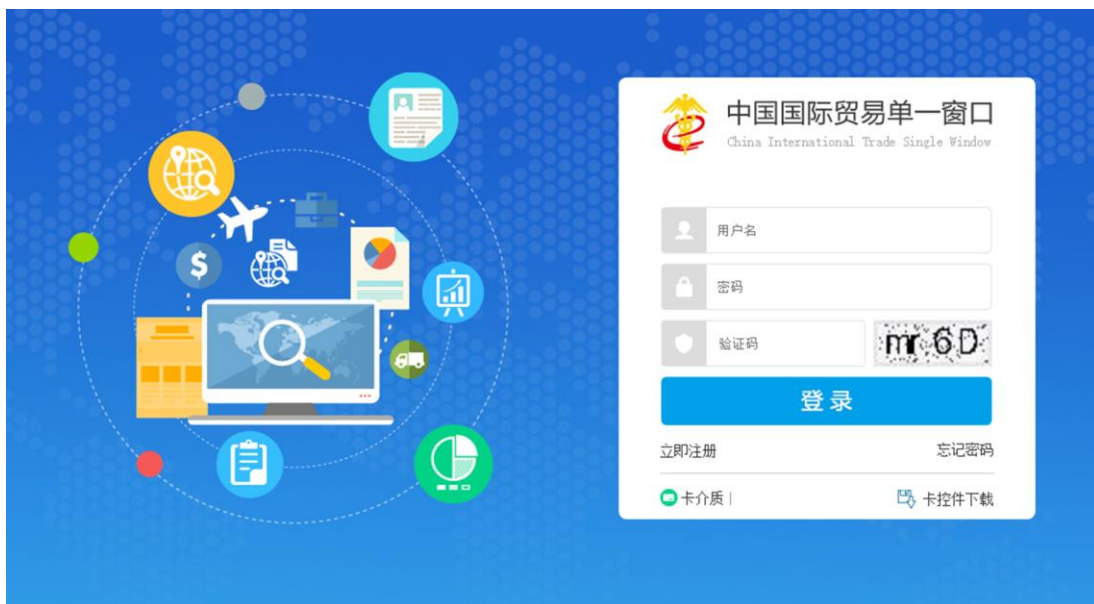 中国国际贸易单一窗口
China International Trade Single Window
用户名
密码
验证码
mr6D
登录
立即注册
忘记密码
卡介质
卡控件下载
$